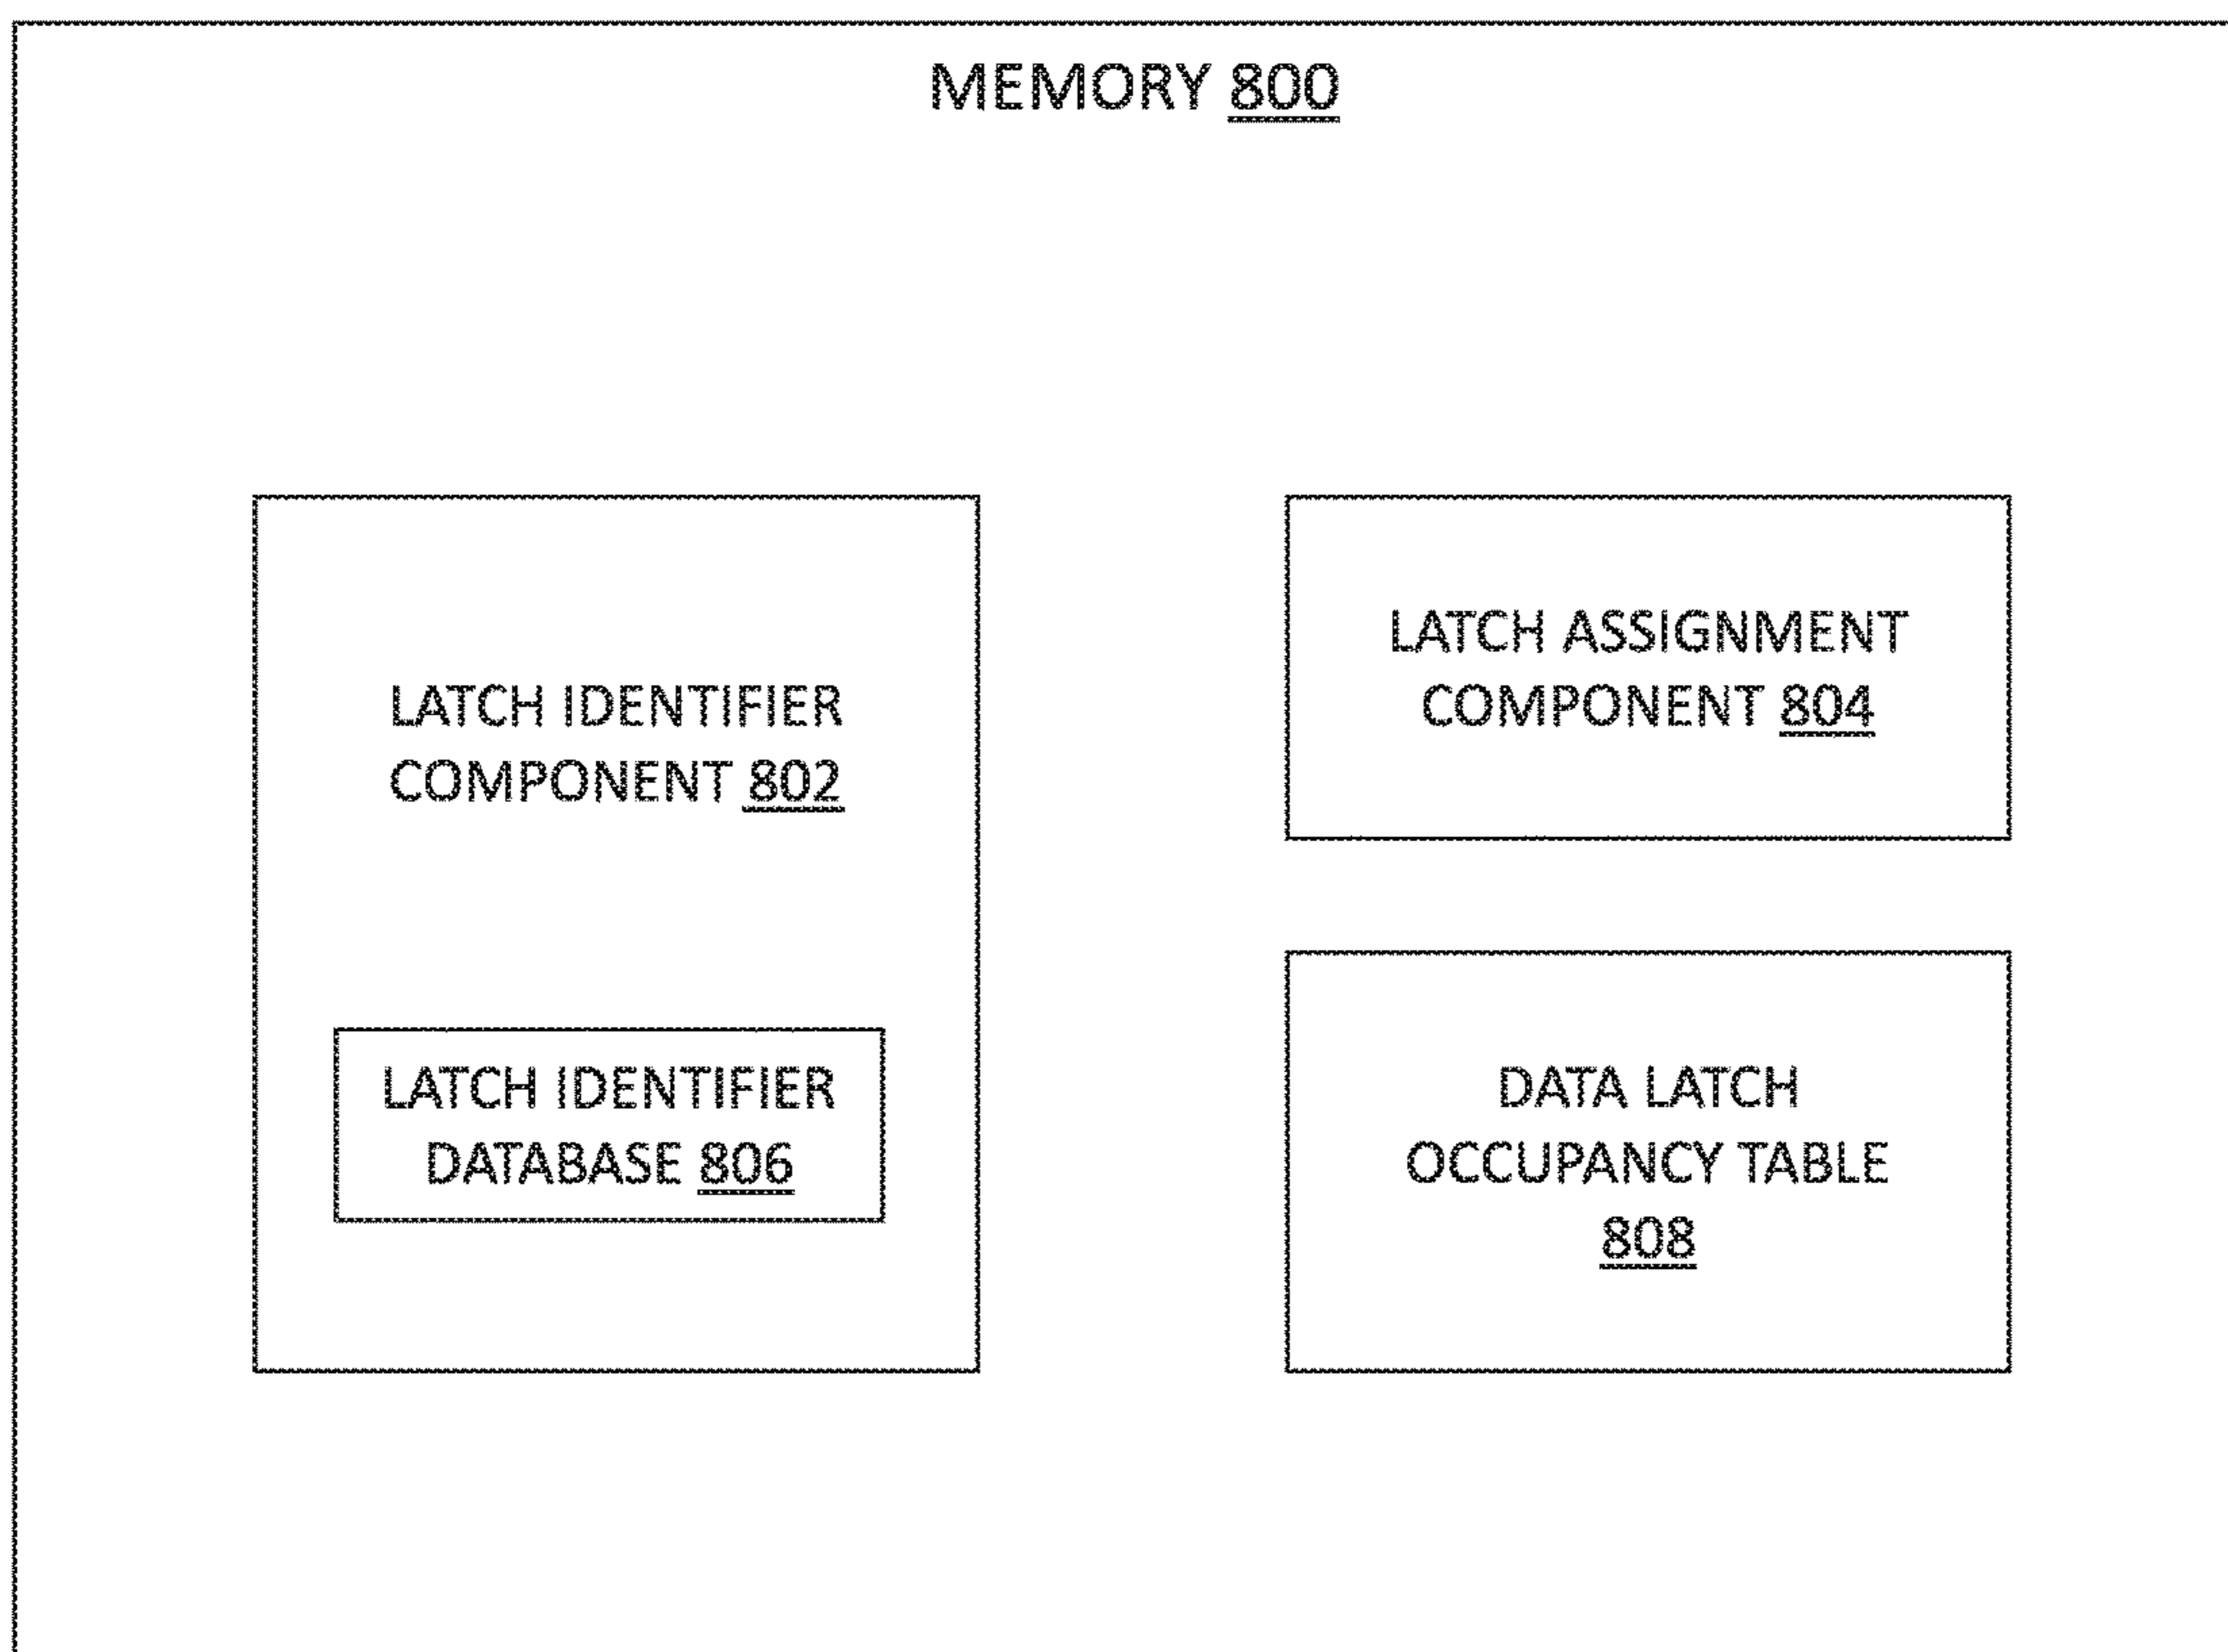 MEMORY 800
LATCH IDENTIFIER
COMPONENT 802
LATCH IDENTIFIER
DATABASE 806
LATCH ASSIGNMENT
COMPONENT 804
DATA LATCH
OCCUPANCY TABLE
808